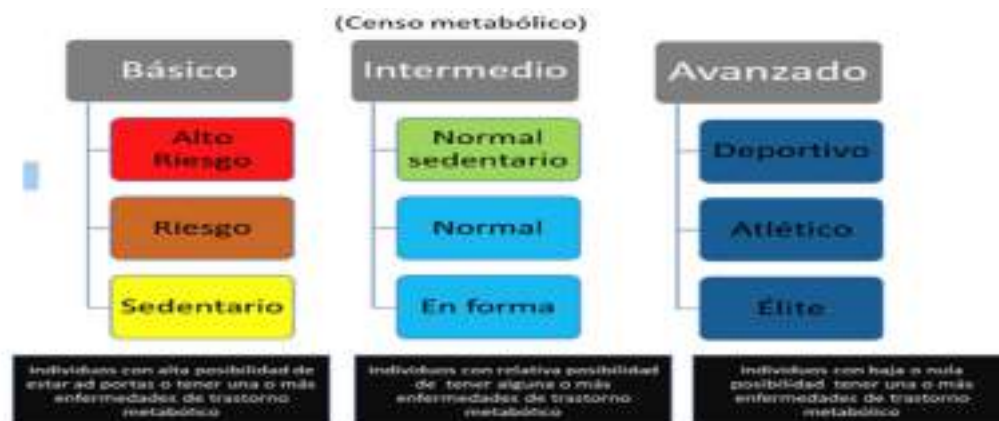 (Censo metabólico)
Básico
Alto
Riesgo
Riesgo
Sedentario
Individuos con alta posibilidad de
estar ad portas o tener una o más
enfermedades de trastorno
metabólico
Intermedio
Normal
sedentario
Normal
En forma
Individuos con relativa posibilidad
de tener alguna o más
enfermedades de trastorno
metabólico
Avanzado
Deportivo
Atlético
Élite
Individuos con baja o nula
posibilidad tener una o más
enfermedades de trastorno
metabólico